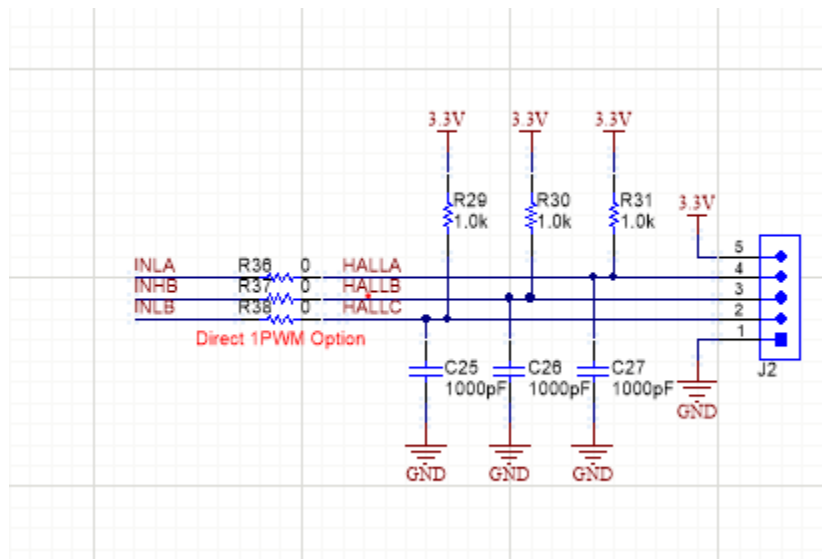 3.3V 3.3V 3.3V
R29 R30 R31 3.3V
1.0k 1.0k 1.0k
5
INLA R36 0 HALLA 4
INHB R37 0 HALLB 3
INLB R38 0 HALLC 2
Direct 1PWM Option 1
C25 C26 C27 J2
1000pF 1000pF 1000pF
GND
GND GND GND